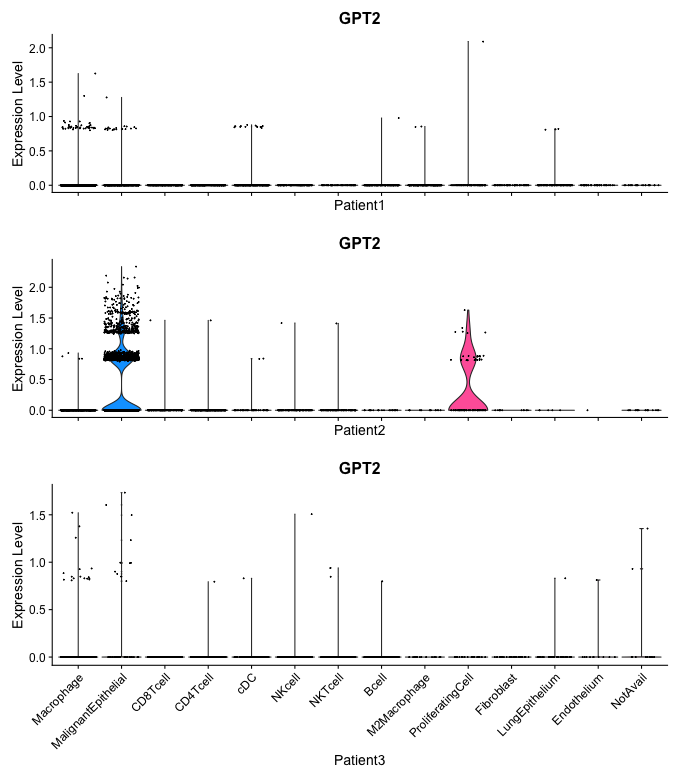 GPT2
Expression Level
2.0
1.5
1.0
0.5
0.0
Patient1
GPT2
Expression Level
2.0
1.5
1.0
0.5
0.0
Patient2
GPT2
Expression Level
1.5
1.0
0.5
0.0
Macrophage
MalignantEpithelial
CD8Tcell
CD4Tcell
cDC
NKcell
NKTcell
Bcell
M2Macrophage
ProliferatingCell
Fibroblast
LungEpithelium
Endothelium
NotAvail
Patient3